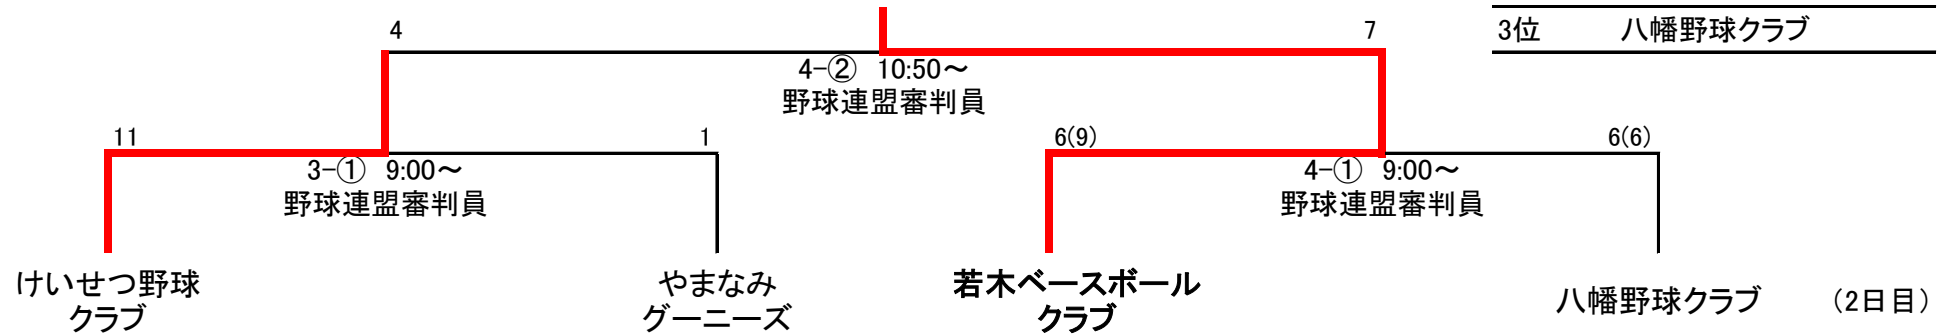 4
7
3位 八幡野球クラブ
4-② 10:50～
野球連盟審判員
11
1
6(9)
6(6)
3-① 9:00～
野球連盟審判員
4-① 9:00～
野球連盟審判員
けいせつ野球
クラブ
やまなみ
グーニーズ
若木ベースボール
クラブ
八幡野球クラブ
(2日目)